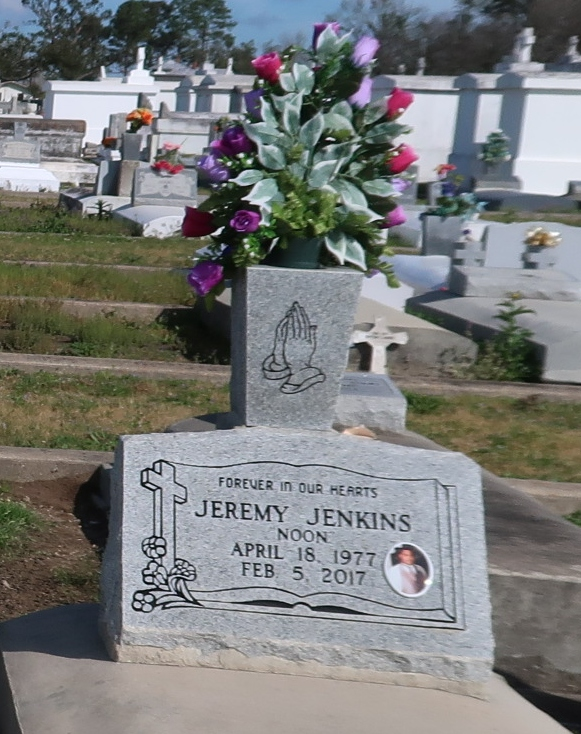 FOREVER IN OUR HEARTS
JEREMY JENKINS
NOON
APRIL 18, 1977
FEB. 5, 2017